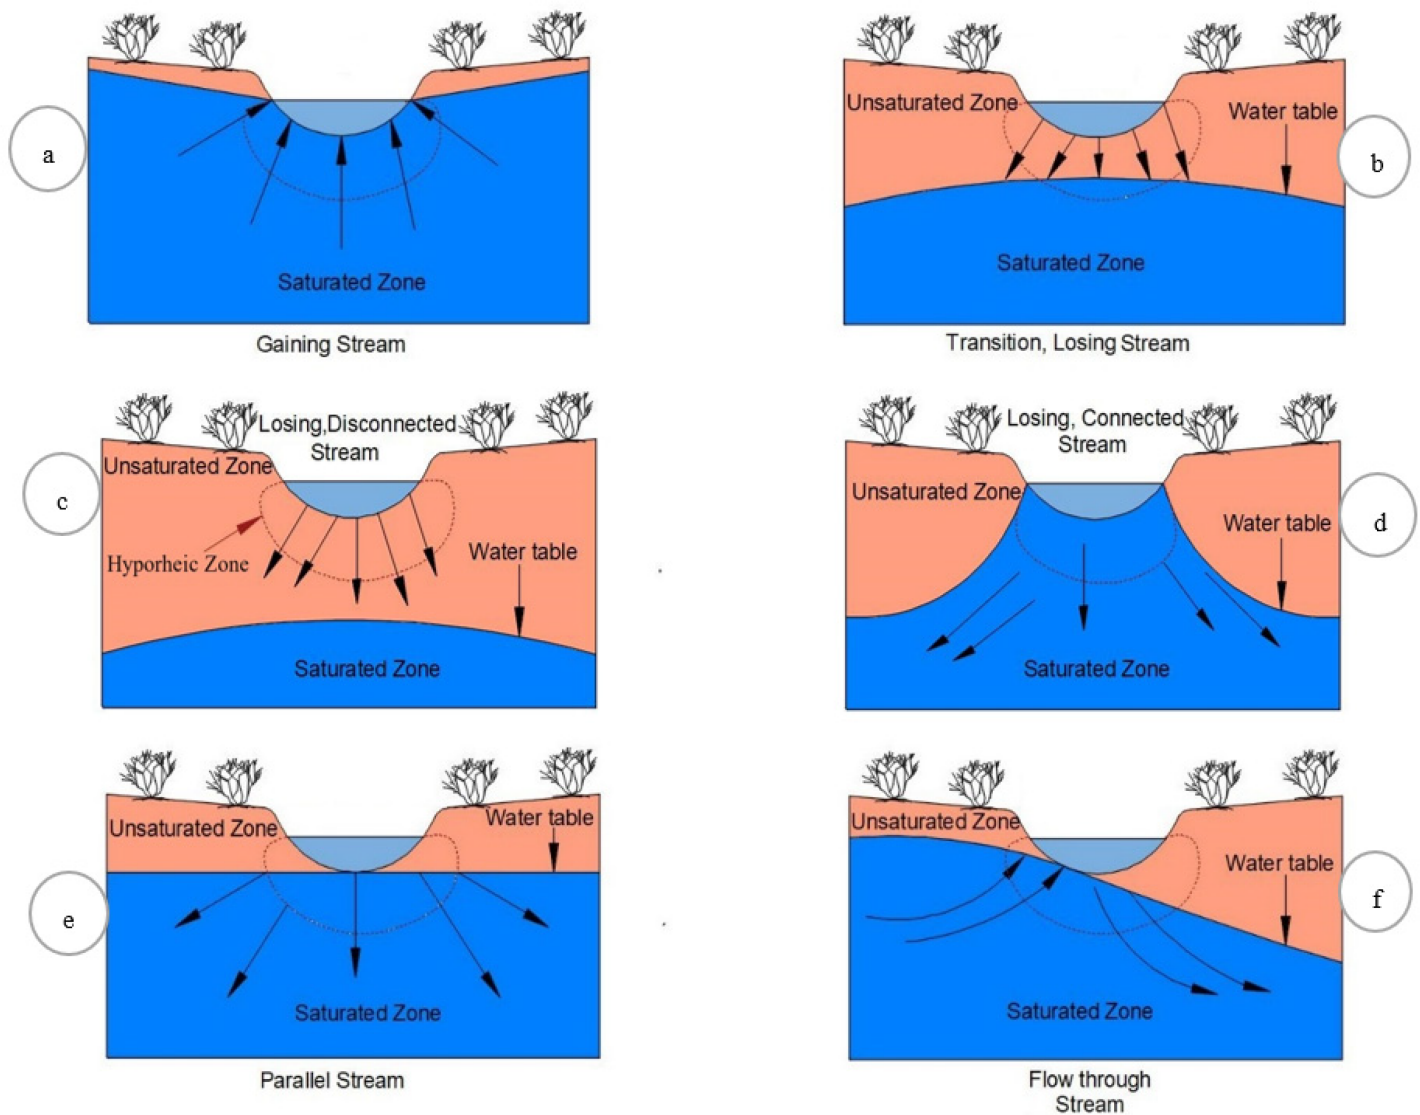 a
Saturated Zone
Gaining Stream
Unsaturated Zone
Water table
b
Saturated Zone
Transition, Losing Stream
Losing,Disconnected
Stream
Unsaturated Zone
c
Hyporheic Zone
Water table
Saturated Zone
Losing, Connected
Stream
Unsaturated Zone
Water table
d
Saturated Zone
Unsaturated Zone
Water table
e
Saturated Zone
Parallel Stream
Unsaturated Zone
Water table
f
Saturated Zone
Flow through
Stream